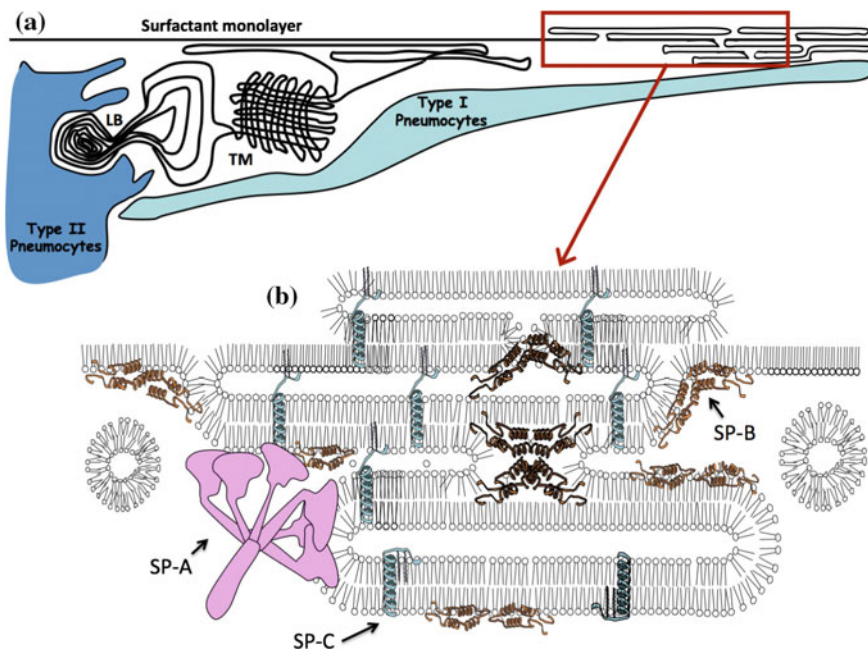 (a)
Surfactant monolayer
LB
TM
Type I
Pneumocytes
Type II
Pneumocytes
(b)
SP-B
SP-A
SP-C